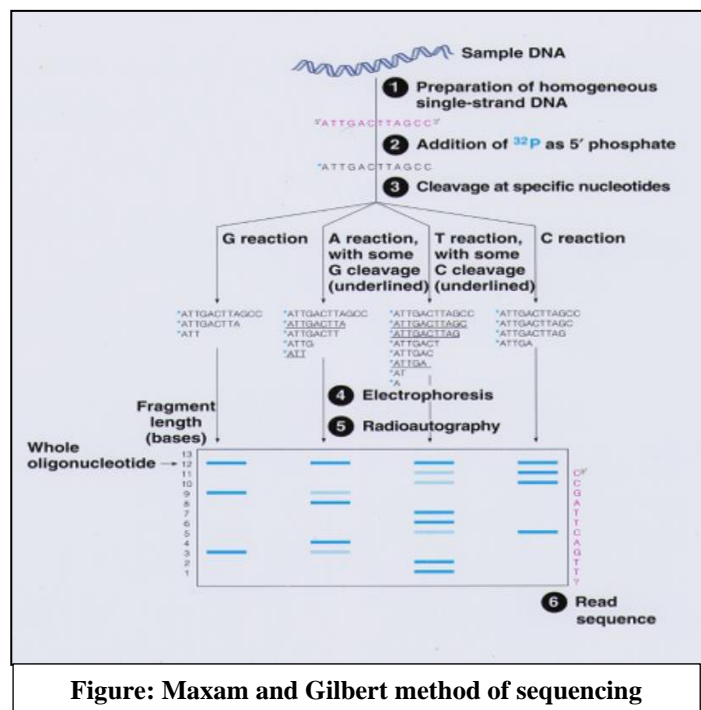 Sample DNA
1 Preparation of homogeneous
single-strand DNA
5'ATTGACTTAGCC3'
2 Addition of ³²P as 5′ phosphate
*ATTGACTTAGCC
3 Cleavage at specific nucleotides
G reaction
A reaction,
with some
G cleavage
(underlined)
T reaction,
with some
C cleavage
(underlined)
C reaction
*ATTGACTTAGCC
*ATTGACTTA
*ATT
*ATTGACTTAGCC
*ATTGACTTA
*ATTGACTT
*ATTG
*ATT
*ATTGACTTAGCC
*ATTGACTTAGC
*ATTGACTTAG
*ATTGACT
*ATTGAC
*ATTGA
*AT
*A
*ATTGACTTAGCC
*ATTGACTTAGC
*ATTGACTTAG
*ATTGA
4 Electrophoresis
5 Radioautography
Fragment
length
(bases)
Whole
oligonucleotide
13
12
11
10
9
8
7
6
5
4
3
2
1
C3'
C
G
A
T
T
C
A
G
T
T
?
6 Read
sequence
Figure: Maxam and Gilbert method of sequencing